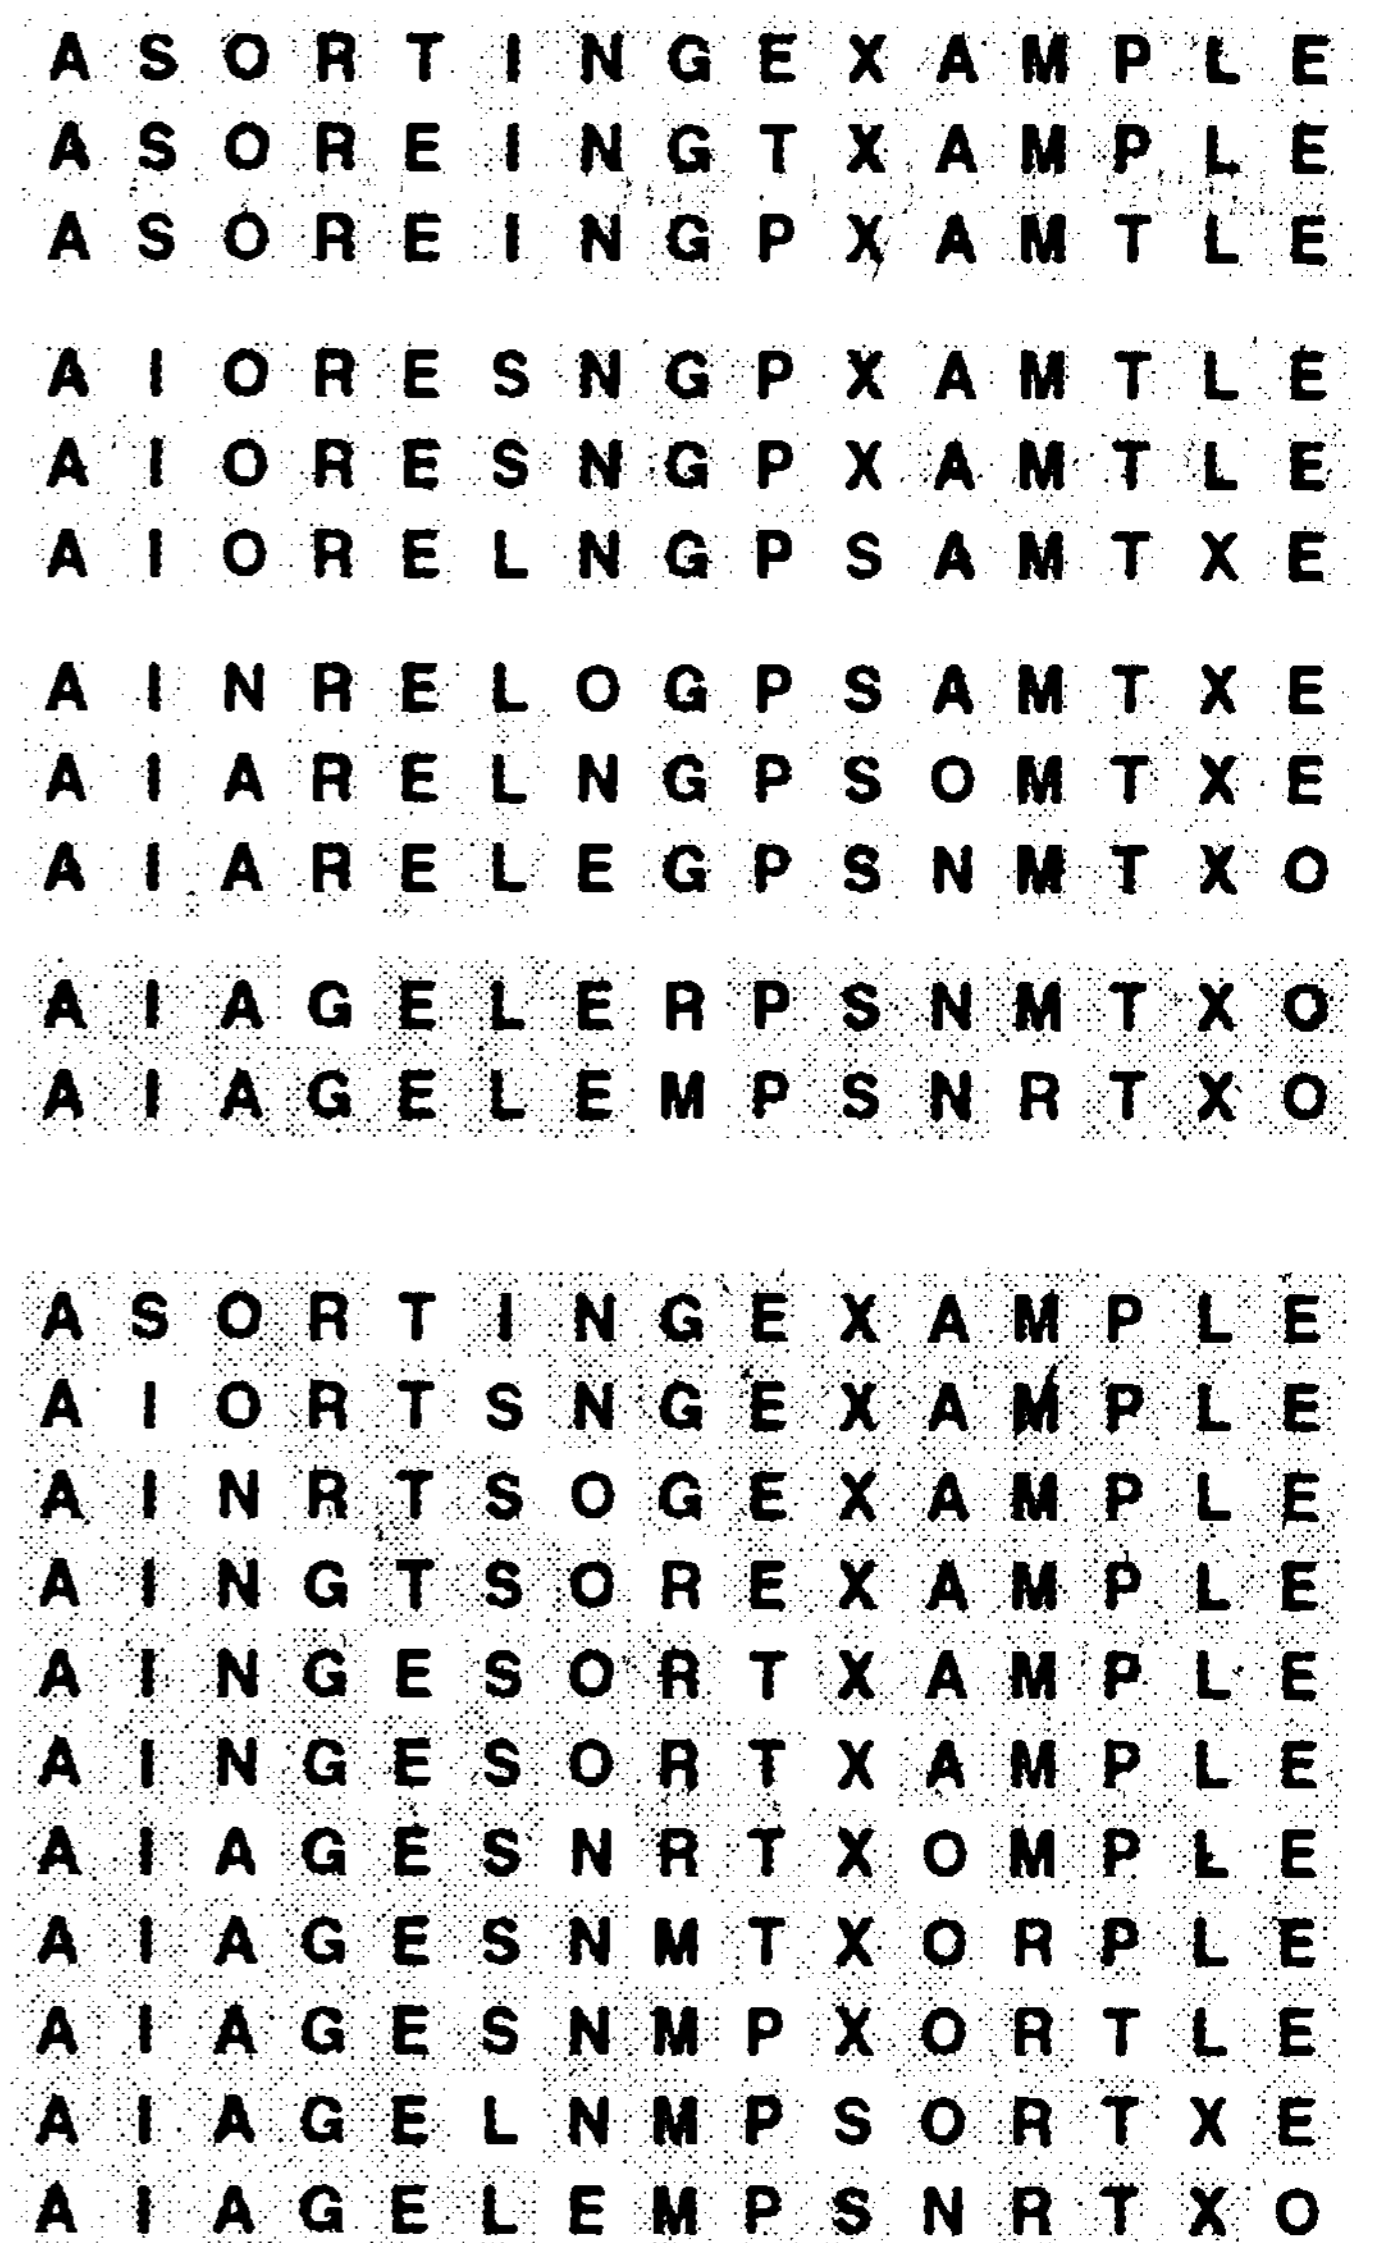 A S O R T I N G E X A M P L E
A S O R E I N G T X A M P L E
A S O R E I N G P X A M T L E
A I O R E S N G P X A M T L E
A I O R E S N G P X A M T L E
A I O R E L N G P S A M T X E
A I N R E L O G P S A M T X E
A I A R E L N G P S O M T X E
A I A R E L E G P S N M T X O
A I A G E L E R P S N M T X O
A I A G E L E M P S N R T X O
A S O R T I N G E X A M P L E
A I O R T S N G E X A M P L E
A I N R T S O G E X A M P L E
A I N G T S O R E X A M P L E
A I N G E S O R T X A M P L E
A I N G E S O R T X A M P L E
A I A G E S N R T X O M P L E
A I A G E S N M T X O R P L E
A I A G E S N M P X O R T L E
A I A G E L N M P S O R T X E
A I A G E L E M P S N R T X O